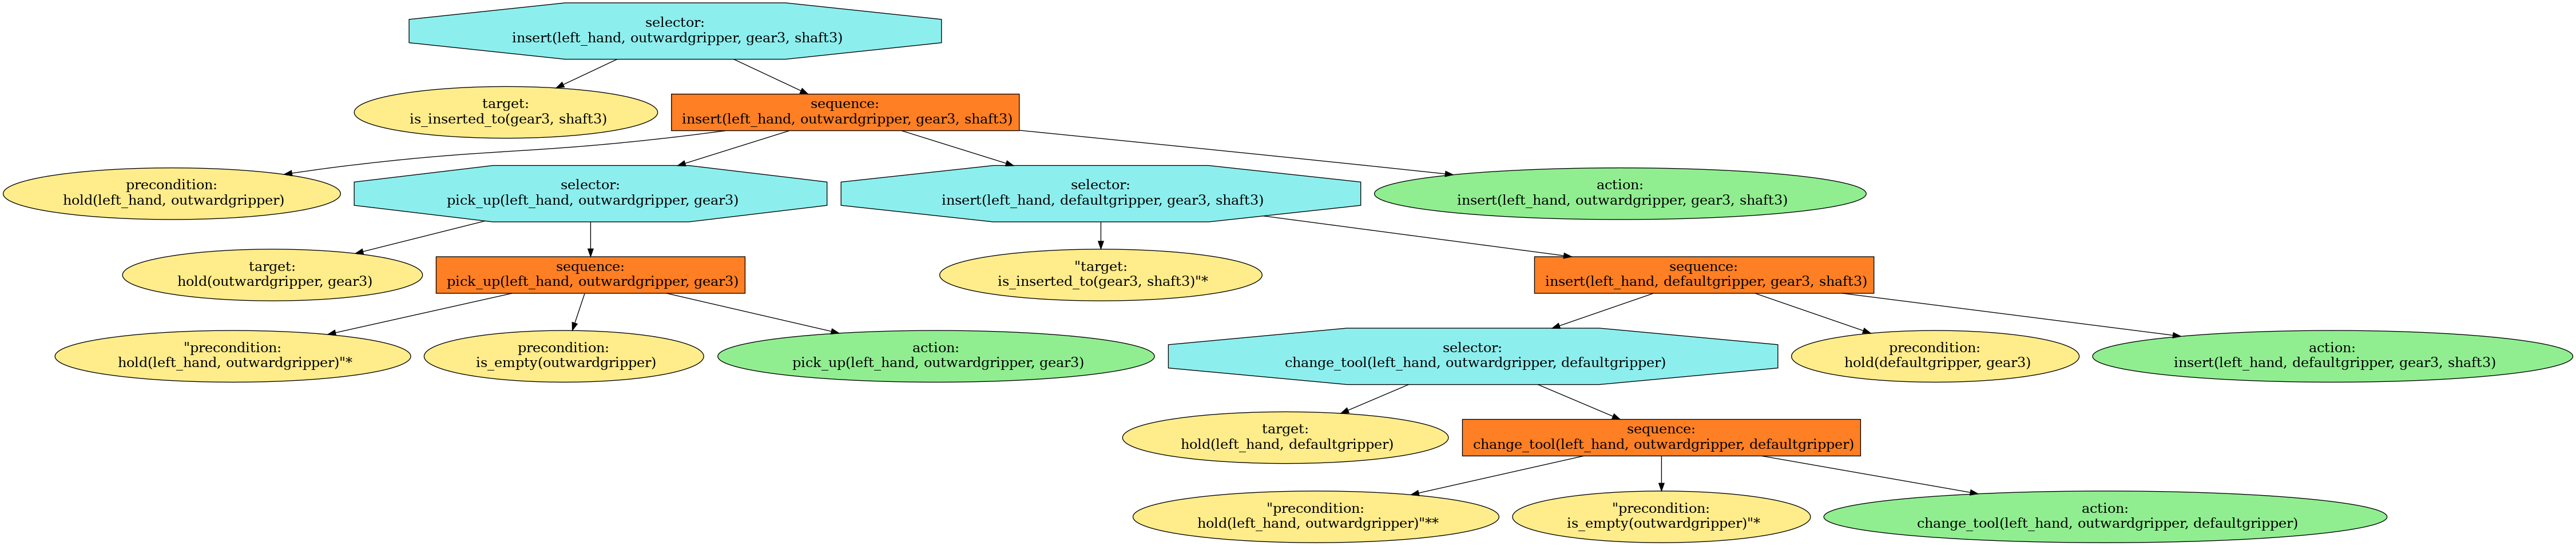 selector:
insert(left_hand, outwardgripper, gear3, shaft3)
target:
is_inserted_to(gear3, shaft3)
sequence:
insert(left_hand, outwardgripper, gear3, shaft3)
precondition:
hold(left_hand, outwardgripper)
selector:
pick_up(left_hand, outwardgripper, gear3)
selector:
insert(left_hand, defaultgripper, gear3, shaft3)
action:
insert(left_hand, outwardgripper, gear3, shaft3)
target:
hold(outwardgripper, gear3)
sequence:
pick_up(left_hand, outwardgripper, gear3)
"target:
is_inserted_to(gear3, shaft3)"*
sequence:
insert(left_hand, defaultgripper, gear3, shaft3)
"precondition:
hold(left_hand, outwardgripper)"*
precondition:
is_empty(outwardgripper)
action:
pick_up(left_hand, outwardgripper, gear3)
selector:
change_tool(left_hand, outwardgripper, defaultgripper)
precondition:
hold(defaultgripper, gear3)
action:
insert(left_hand, defaultgripper, gear3, shaft3)
target:
hold(left_hand, defaultgripper)
sequence:
change_tool(left_hand, outwardgripper, defaultgripper)
"precondition:
hold(left_hand, outwardgripper)"**
"precondition:
is_empty(outwardgripper)"*
action:
change_tool(left_hand, outwardgripper, defaultgripper)